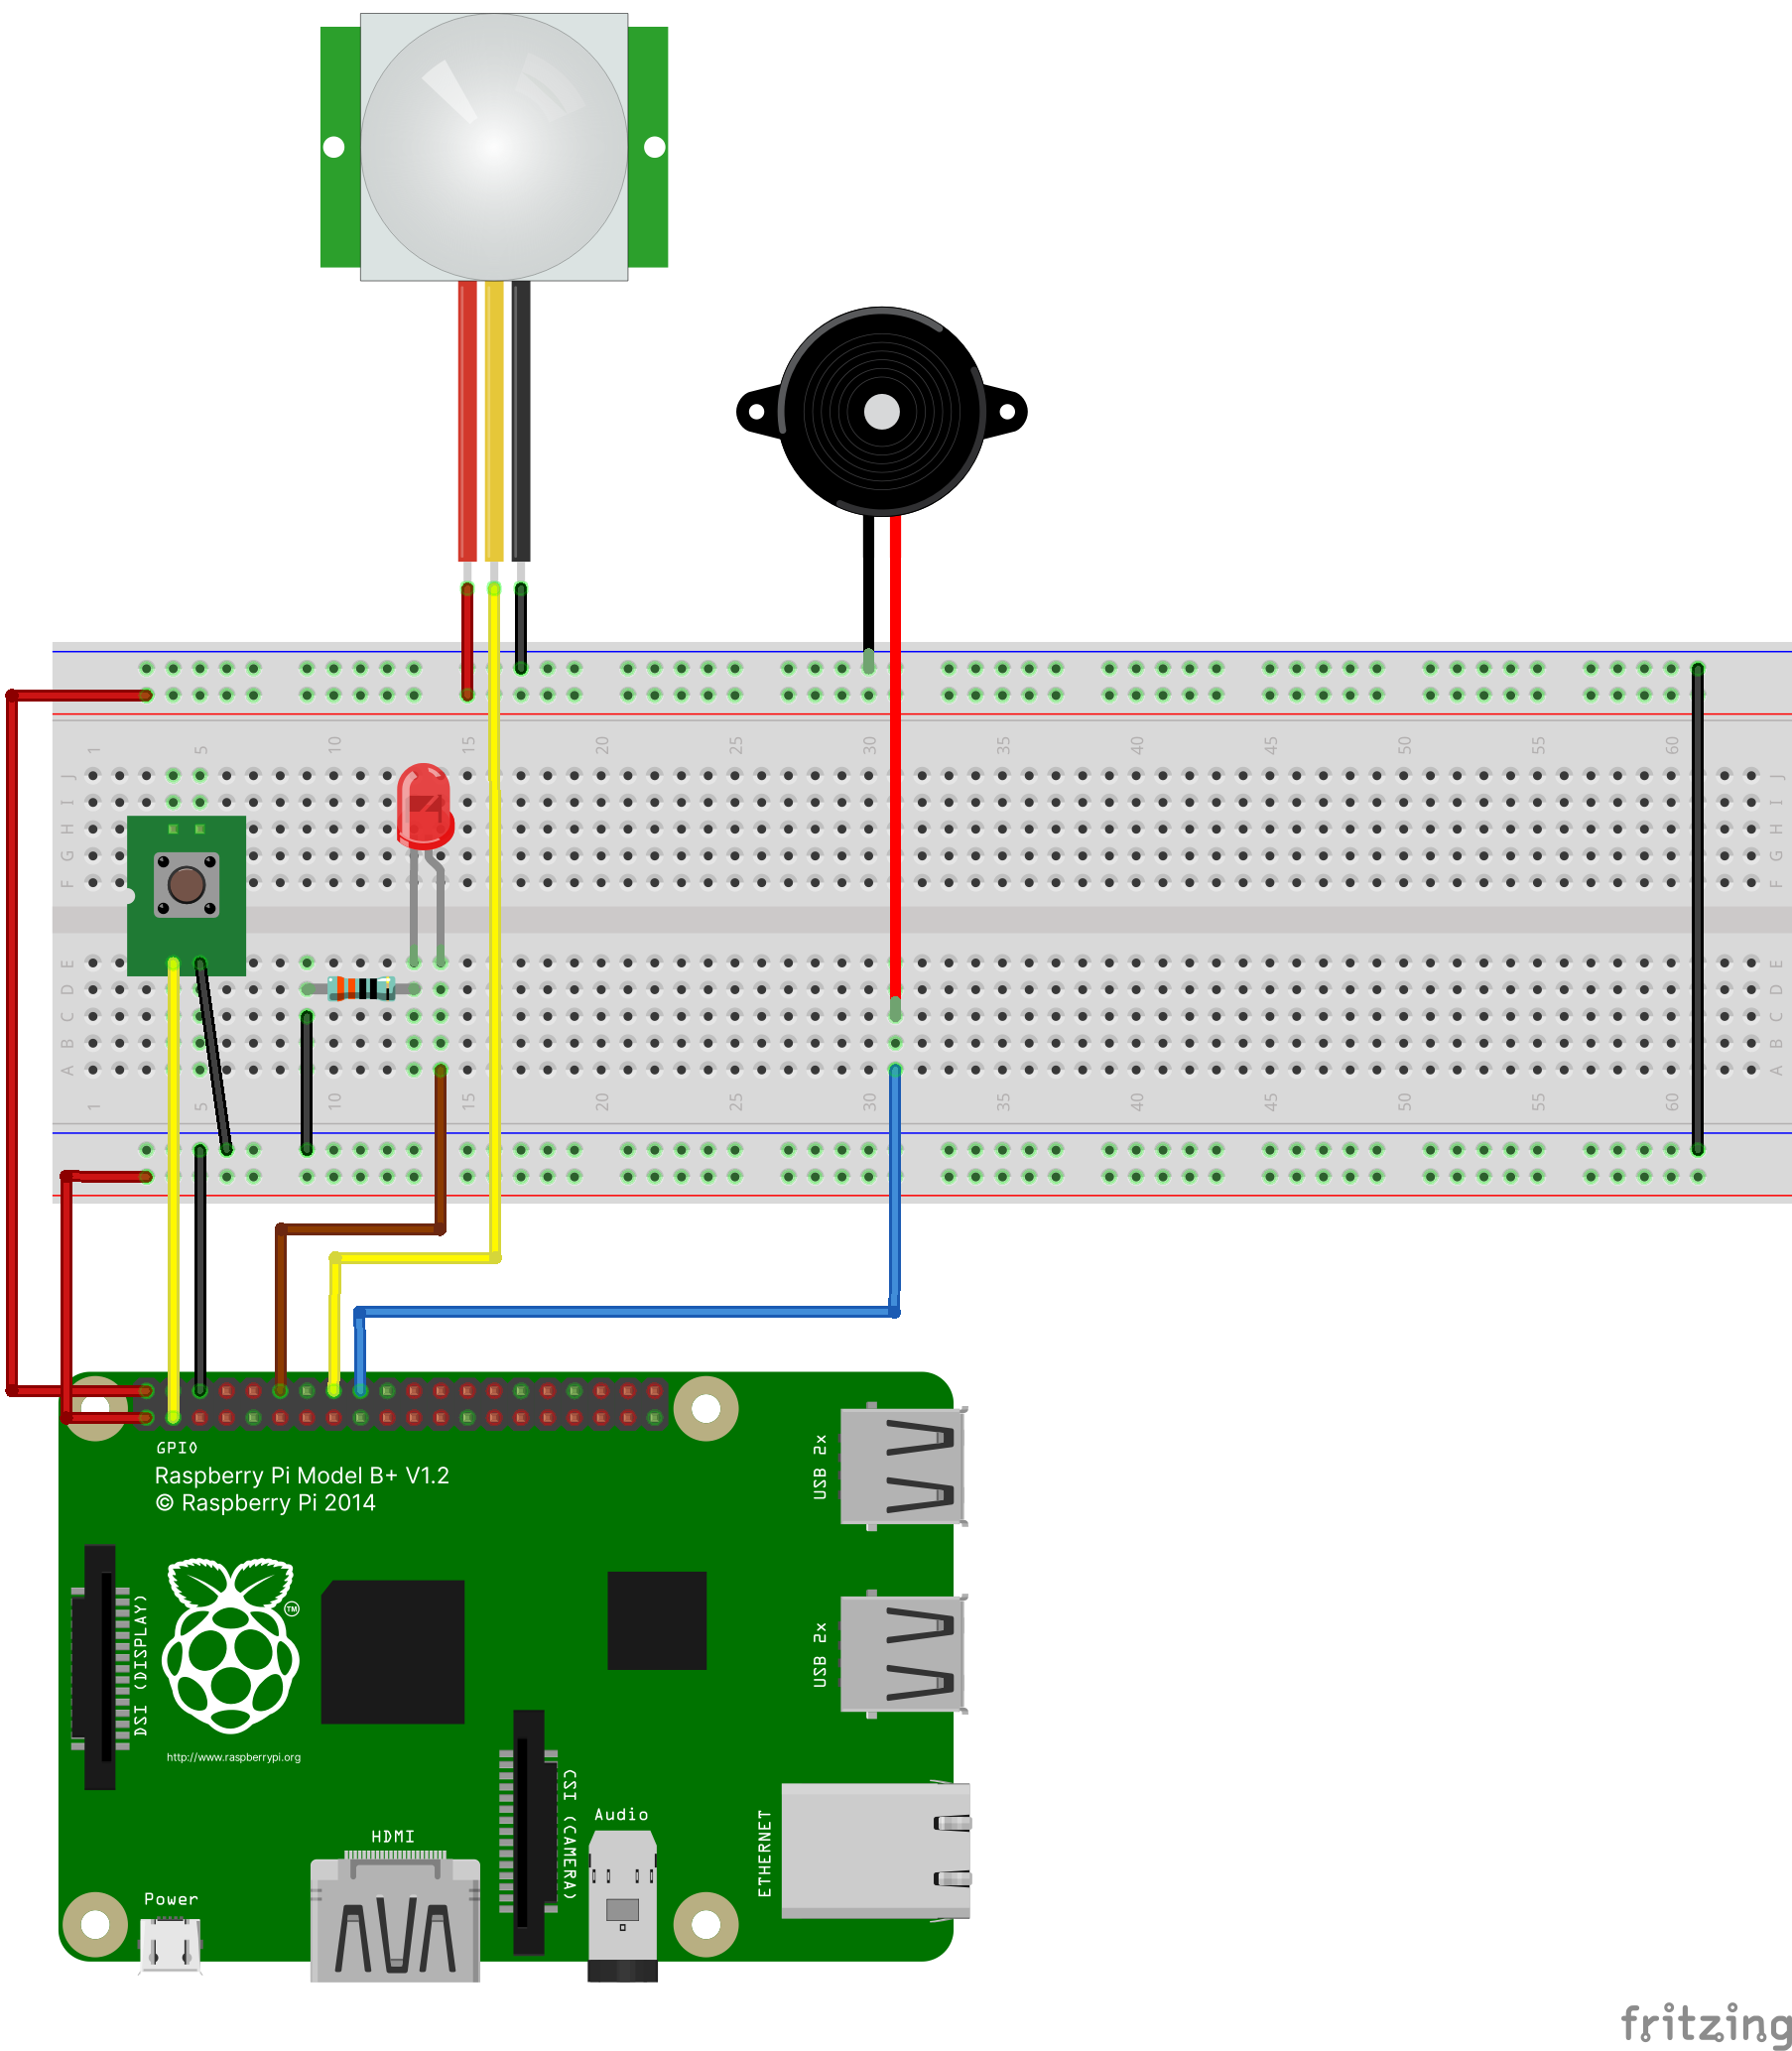 1 5 10 15 20 25 30 35 40 45 50 55 60
J J
I I
H H
G G
F F
E E
D D
C C
B B
A A
1 5 10 15 20 25 30 35 40 45 50 55 60
GPIO
Raspberry Pi Model B+ V1.2
© Raspberry Pi 2014
USB 2x
DSI (DISPLAY)
TM
USB 2x
http://www.raspberrypi.org
CSI (CAMERA)
Audio
ETHERNET
HDMI
Power
fritzing